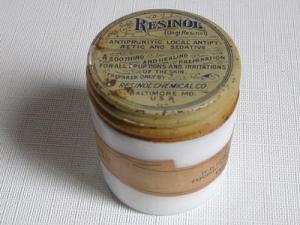 RESINOL
(Ungt Resinol)
ANTIPRURITIC LOCAL ANTIPY-
RETIC AND SEDATIVE
A SOOTHING AND HEALING PREPARATION
FOR ALL ERUPTIONS AND IRRITATIONS
OF THE SKIN
PREPARED ONLY BY
RESINOL CHEMICAL CO
BALTIMORE, MD.
U.S.A.